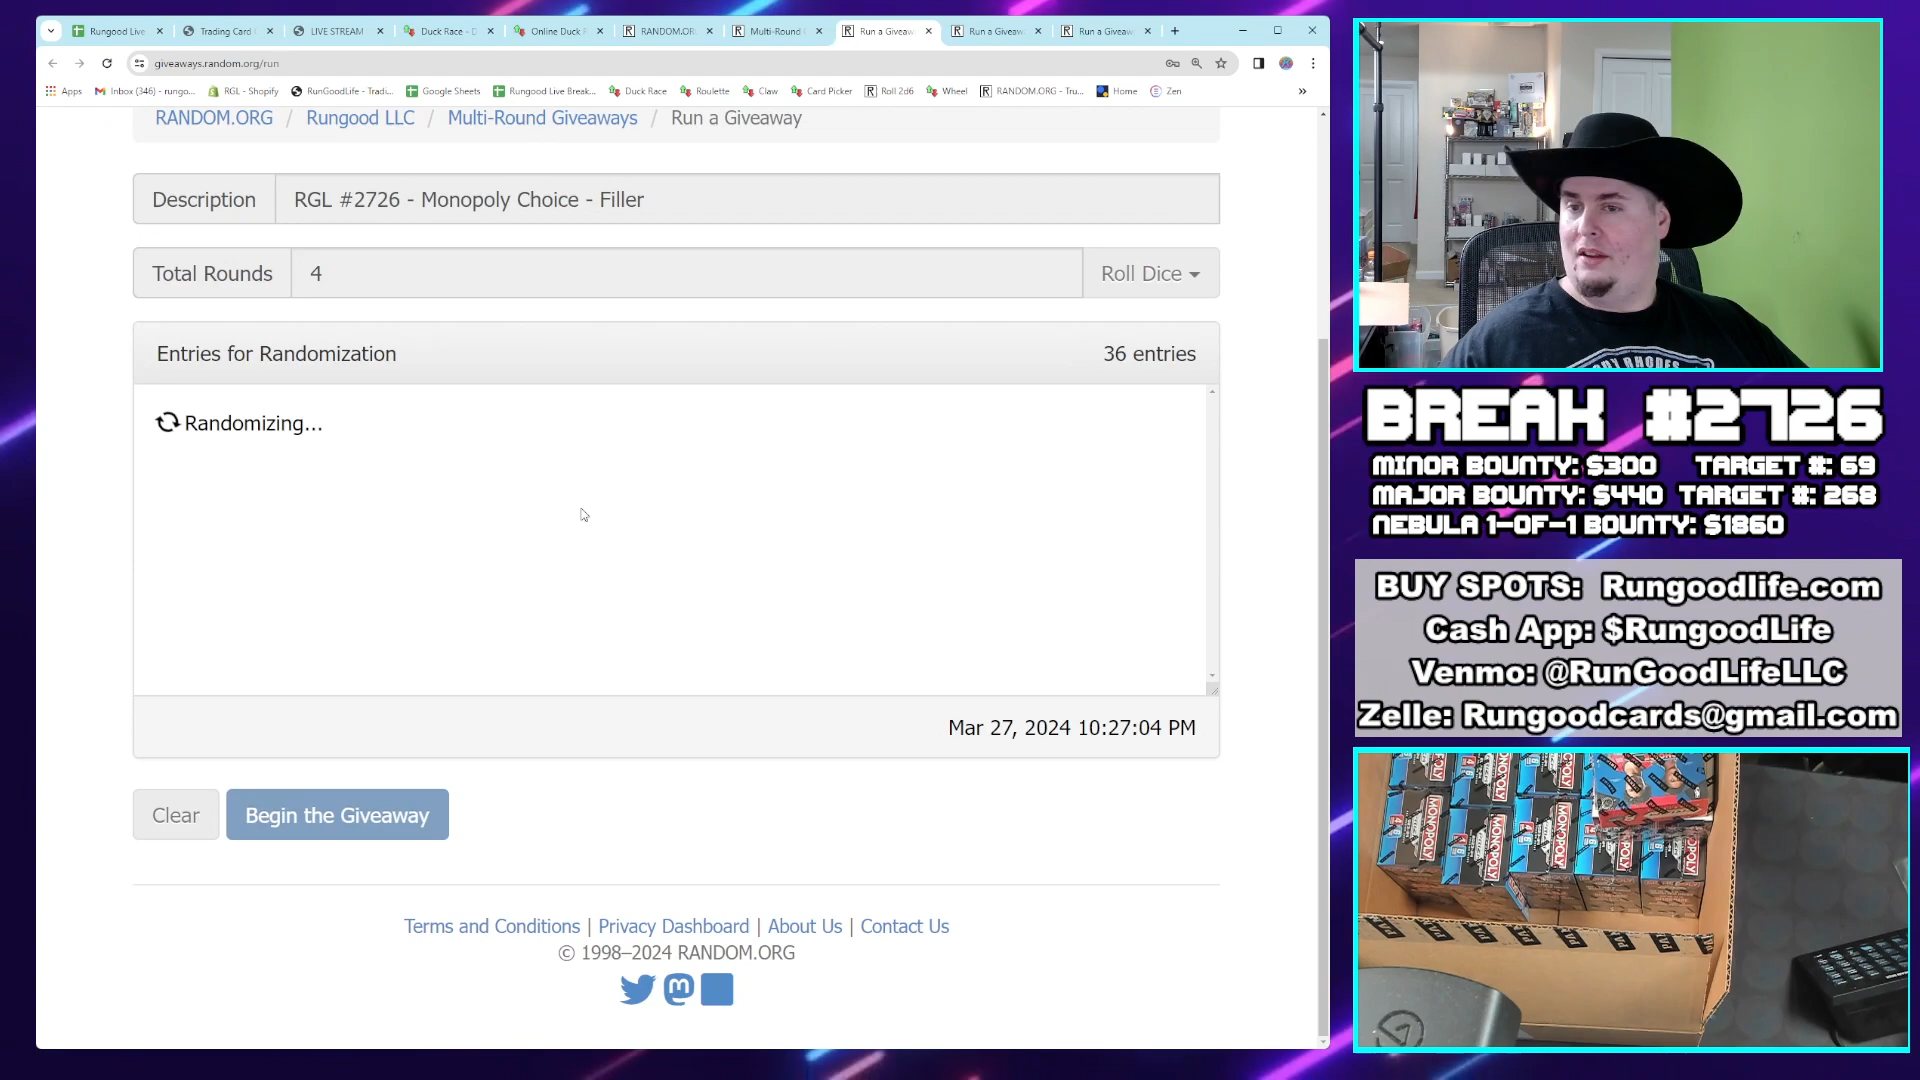 Rungood Live
Trading Card
LIVE STREAM
Duck Race - D
Online Duck
RANDOM.OR
Multi-Round
Run a Giveaw
Run a Giveaw
Run a Giveaw
giveaways.random.org/run
Apps
Inbox (346) - rungo...
RGL - Shopify
RunGoodLife - Tradi...
Google Sheets
Rungood Live Break...
Duck Race
Roulette
Claw
Card Picker
Roll 2d6
Wheel
RANDOM.ORG - Tru...
Home
Zen
»
RANDOM.ORG / Rungood LLC / Multi-Round Giveaways / Run a Giveaway
Description RGL #2726 - Monopoly Choice - Filler
Total Rounds 4 Roll Dice
Entries for Randomization 36 entries
Randomizing...
Mar 27, 2024 10:27:04 PM
Clear Begin the Giveaway
Terms and Conditions | Privacy Dashboard | About Us | Contact Us
© 1998–2024 RANDOM.ORG
BREAK #2726
MINOR BOUNTY: $300 TARGET #: 69
MAJOR BOUNTY: $440 TARGET #: 268
NEBULA 1-OF-1 BOUNTY: $1860
BUY SPOTS: Rungoodlife.com
Cash App: $RungoodLife
Venmo: @RunGoodLifeLLC
Zelle: Rungoodcards@gmail.com
MONOPOLY
MONOPOLY
MONOPOLY
MONOPOLY